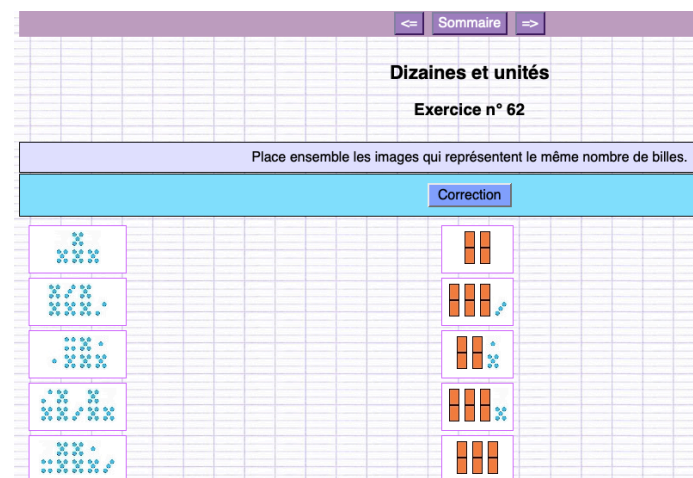 <= Sommaire =>
Dizaines et unités
Exercice n° 62
Place ensemble les images qui représentent le même nombre de billes.
Correction